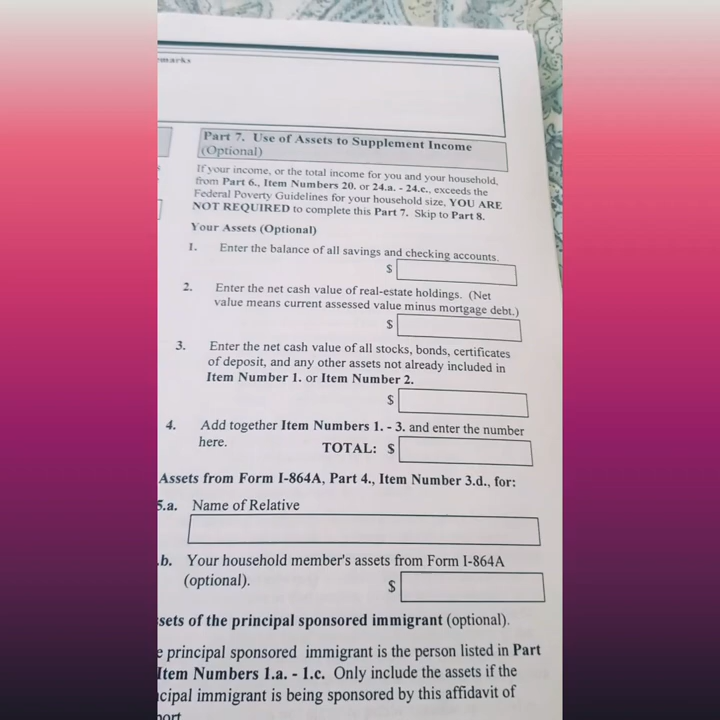 Part 7. Use of Assets to Supplement Income
(Optional)
If your income, or the total income for you and your household,
from Part 6., Item Numbers 20. or 24.a. - 24.c., exceeds the
Federal Poverty Guidelines for your household size, YOU ARE
NOT REQUIRED to complete this Part 7. Skip to Part 8.
Your Assets (Optional)
1. Enter the balance of all savings and checking accounts.
$
2. Enter the net cash value of real-estate holdings. (Net
value means current assessed value minus mortgage debt.)
$
3. Enter the net cash value of all stocks, bonds, certificates
of deposit, and any other assets not already included in
Item Number 1. or Item Number 2.
$
4. Add together Item Numbers 1. - 3. and enter the number
here. TOTAL: $
Assets from Form I-864A, Part 4., Item Number 3.d., for:
5.a. Name of Relative
.b. Your household member's assets from Form I-864A
(optional). $
sets of the principal sponsored immigrant (optional).
e principal sponsored immigrant is the person listed in Part
Item Numbers 1.a. - 1.c. Only include the assets if the
cipal immigrant is being sponsored by this affidavit of